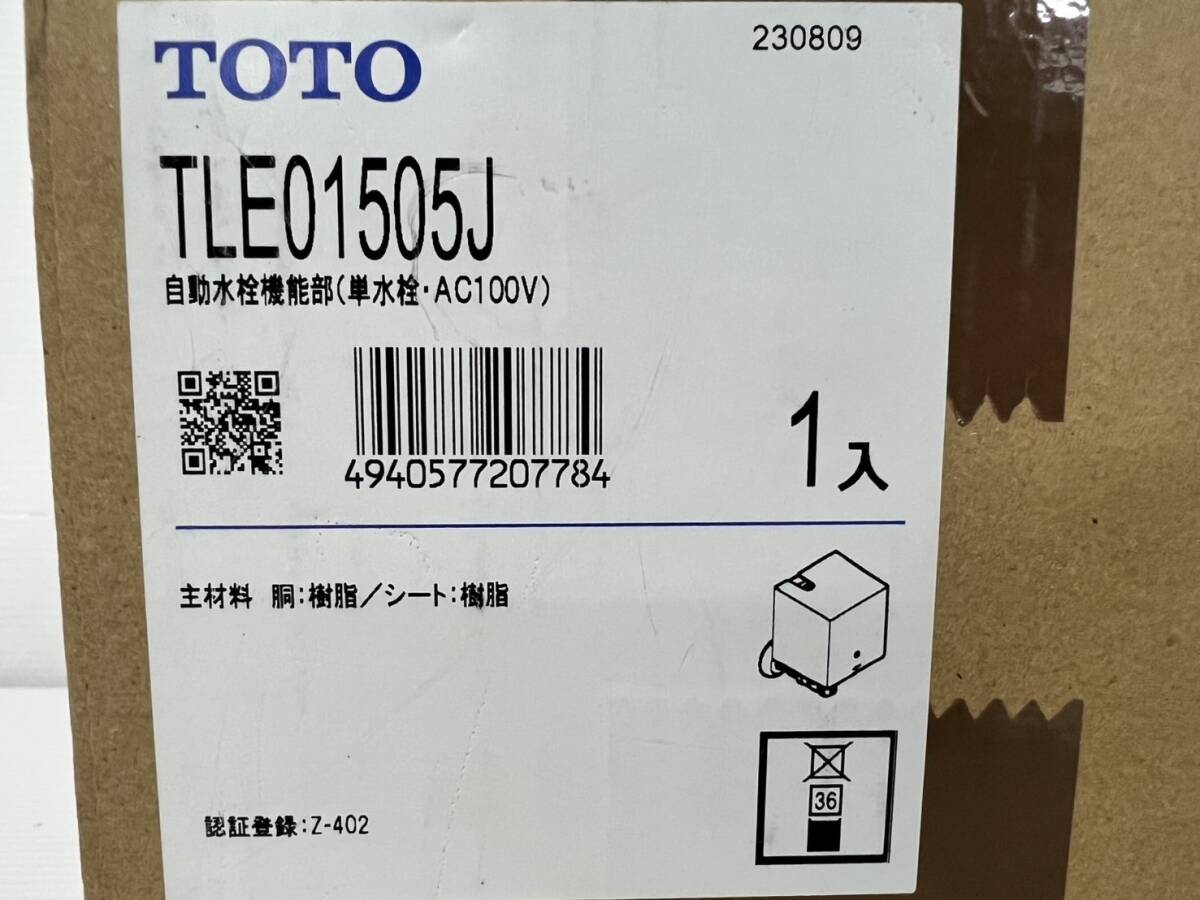 TOTO
230809
TLE01505J
自動水栓機能部(単水栓・AC100V)
4940577207784
1入
主材料 胴:樹脂/シート:樹脂
36
認証登録:Z-402